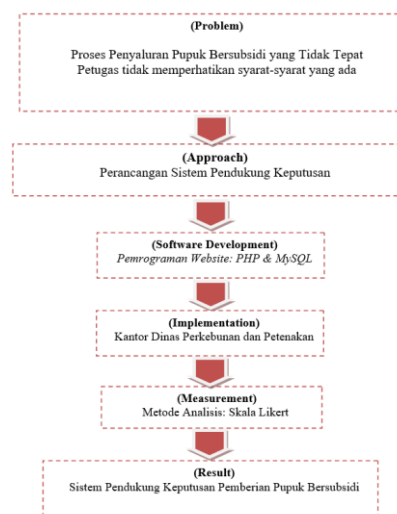 (Problem)
Proses Penyaluran Pupuk Bersubsidi yang Tidak Tepat
Petugas tidak memperhatikan syarat-syarat yang ada
(Approach)
Perancangan Sistem Pendukung Keputusan
(Software Development)
Pemrograman Website: PHP & MySQL
(Implementation)
Kantor Dinas Perkebunan dan Petenakan
(Measurement)
Metode Analisis: Skala Likert
(Result)
Sistem Pendukung Keputusan Pemberian Pupuk Bersubsidi